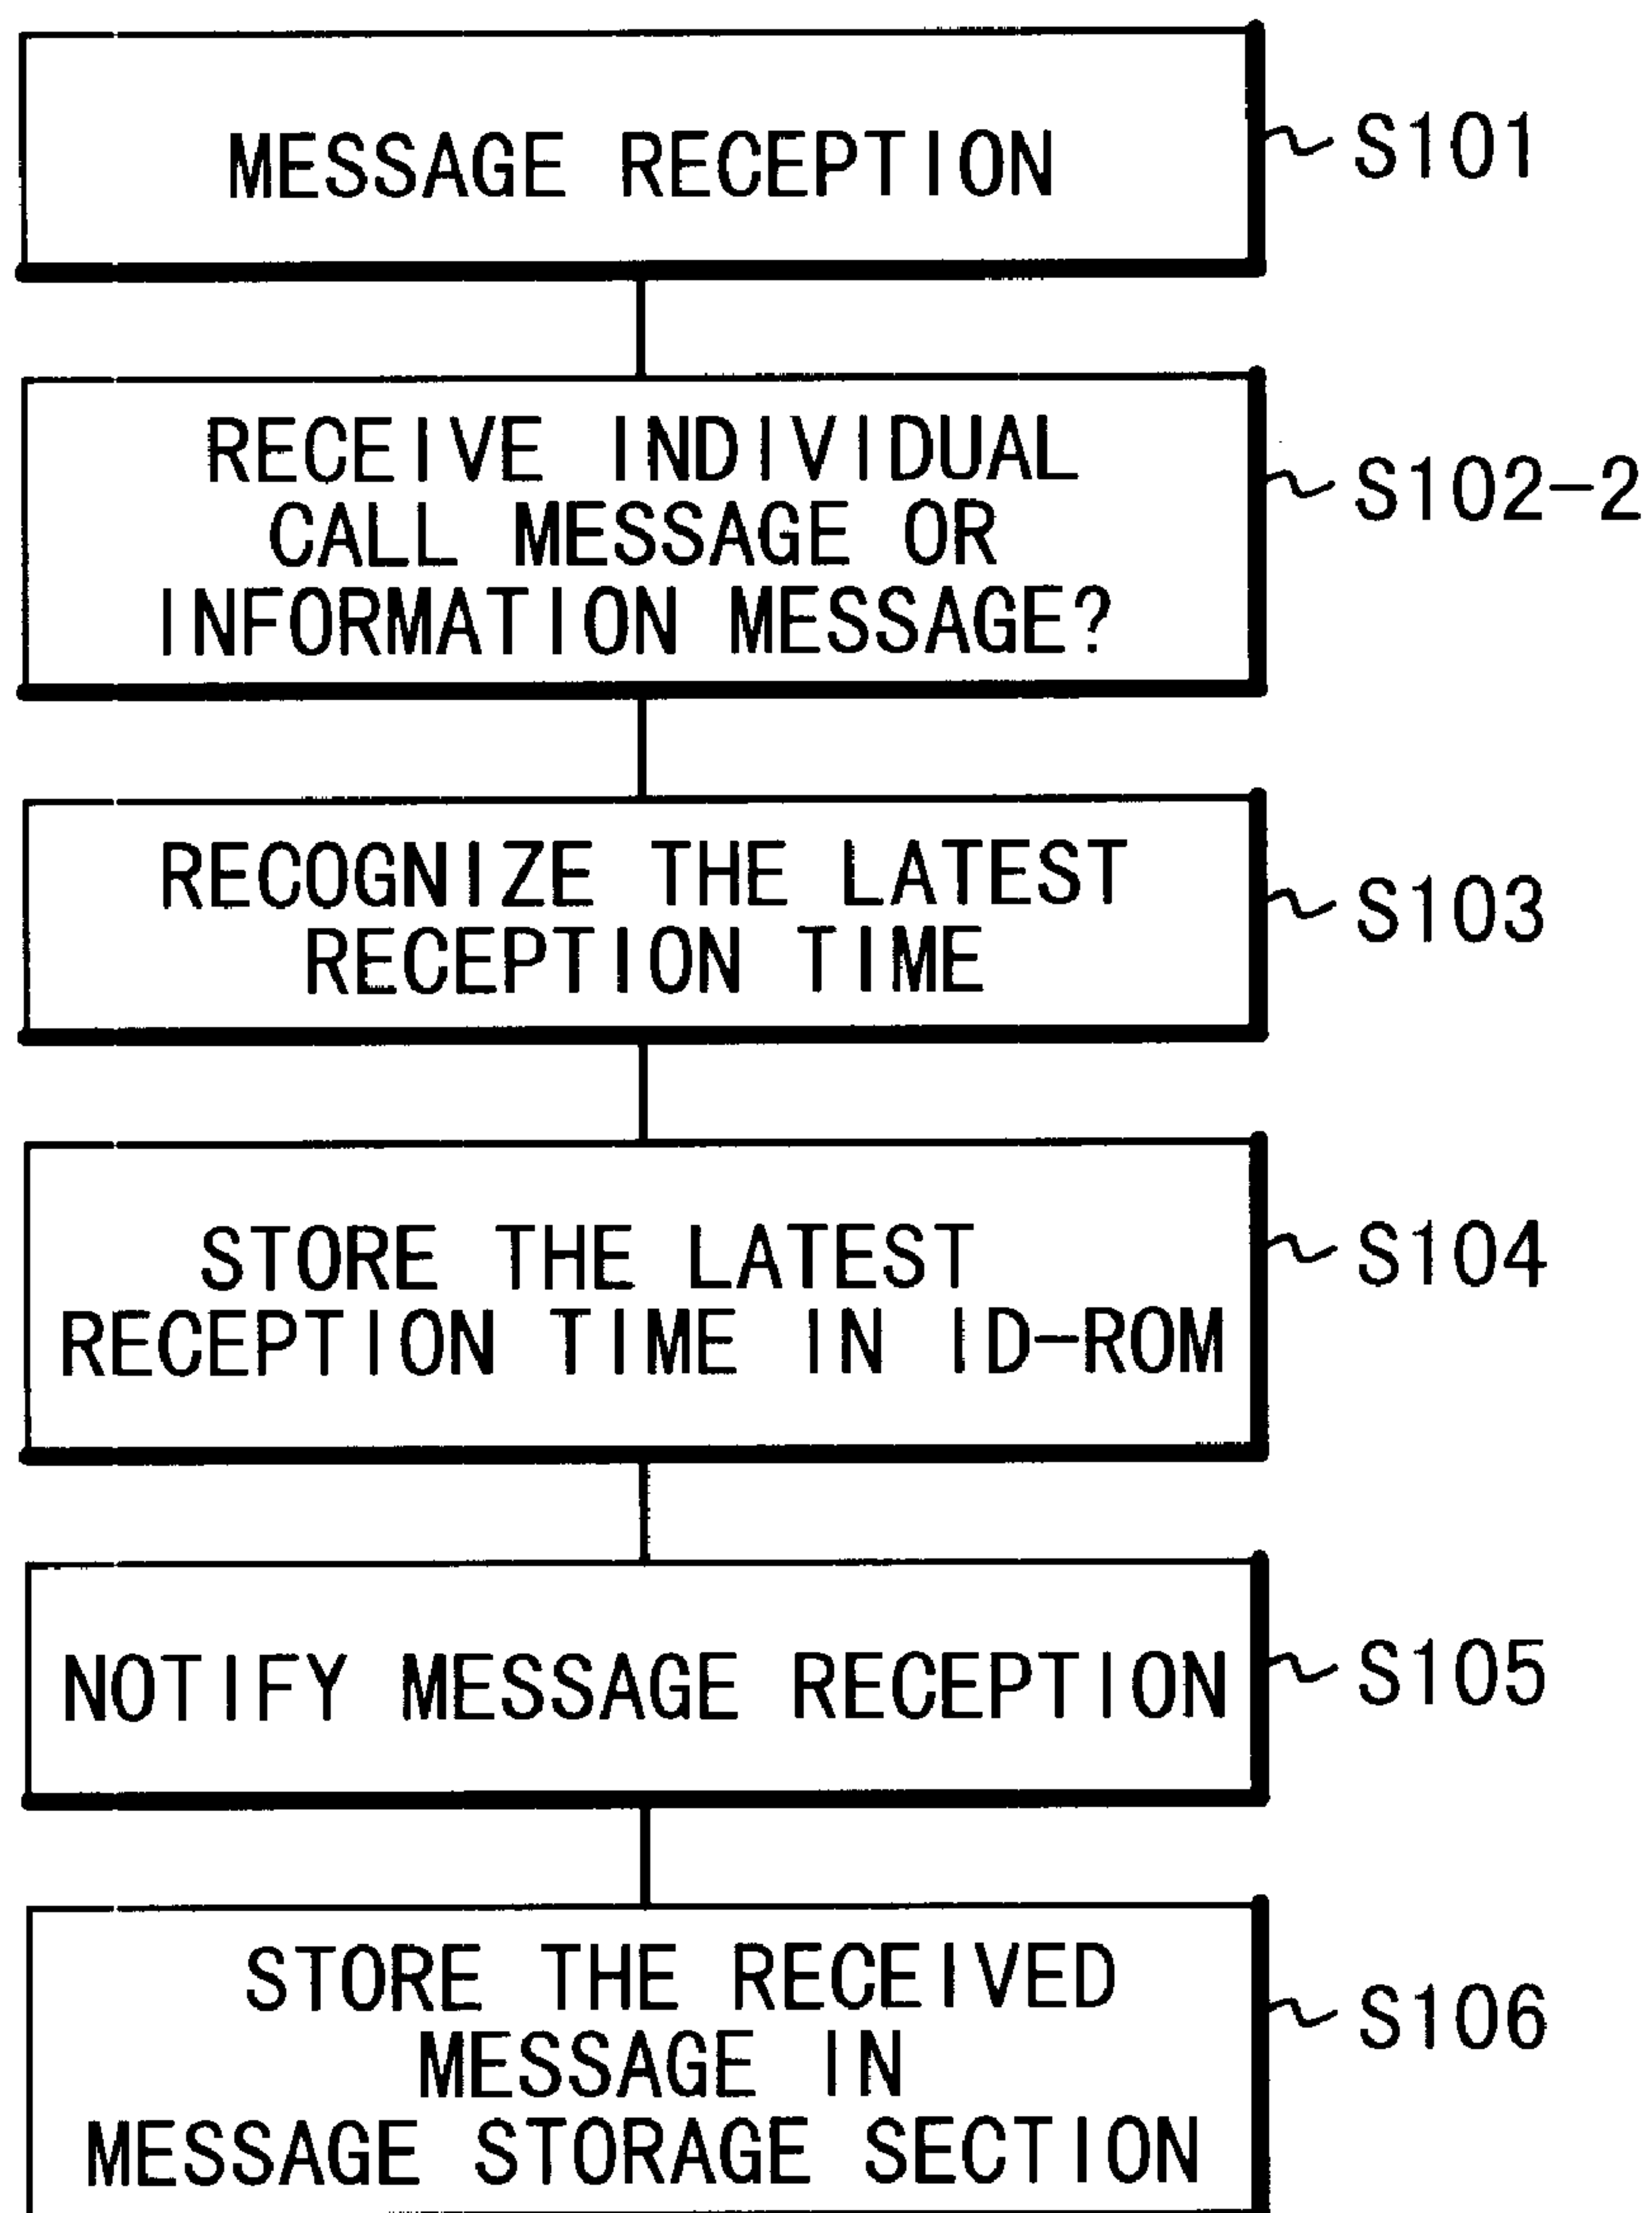 MESSAGE RECEPTION
S101
RECEIVE INDIVIDUAL
CALL MESSAGE OR
INFORMATION MESSAGE?
S102-2
RECOGNIZE THE LATEST
RECEPTION TIME
S103
STORE THE LATEST
RECEPTION TIME IN ID-ROM
S104
NOTIFY MESSAGE RECEPTION
S105
STORE THE RECEIVED
MESSAGE IN
MESSAGE STORAGE SECTION
S106